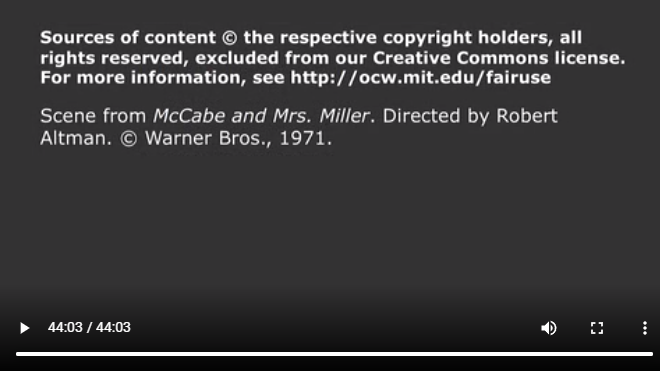 Sources of content © the respective copyright holders, all
rights reserved, excluded from our Creative Commons license.
For more information, see http://ocw.mit.edu/fairuse
Scene from McCabe and Mrs. Miller. Directed by Robert
Altman. © Warner Bros., 1971.
44:03 / 44:03